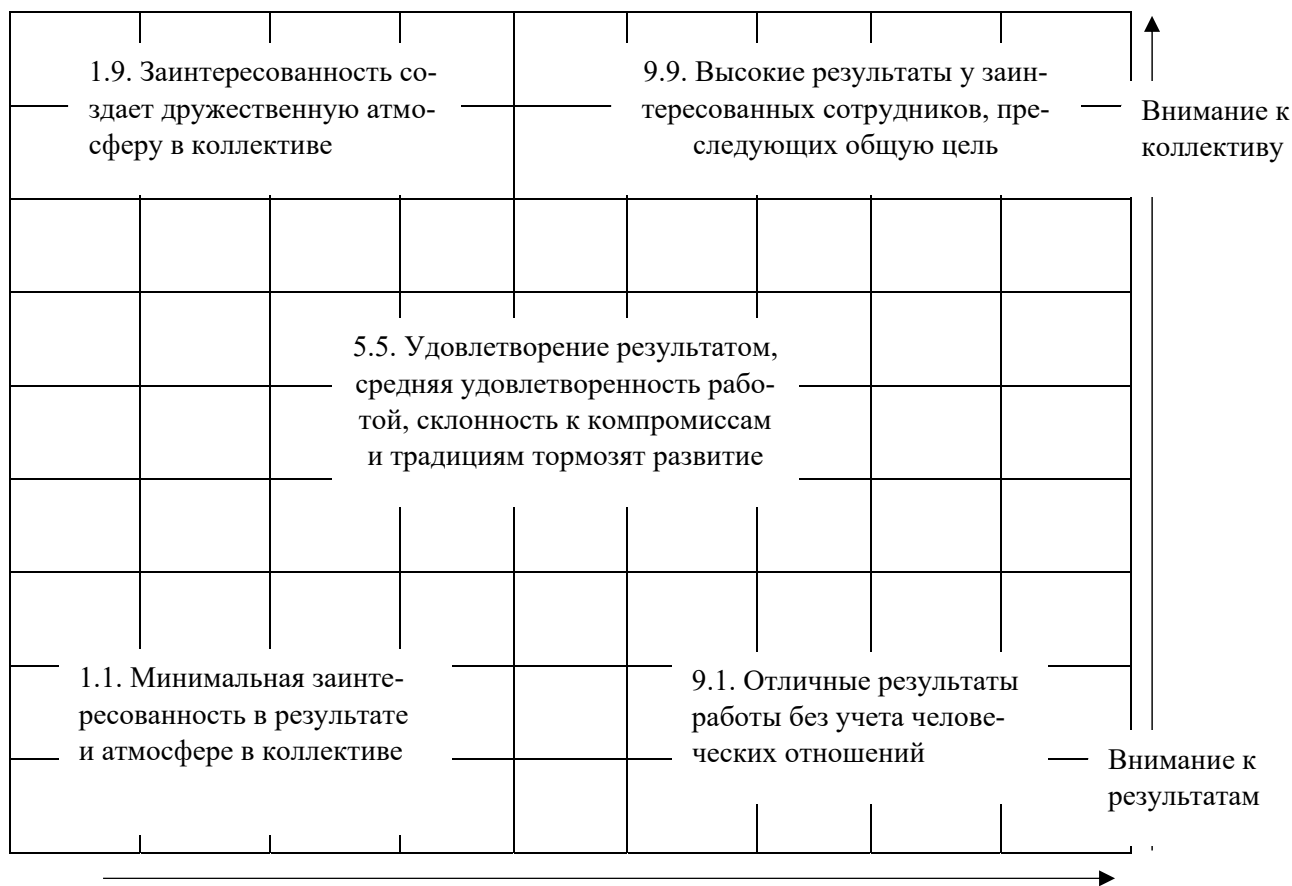 1.9. Заинтересованность со-
здает дружественную атмо-
сферу в коллективе
9.9. Высокие результаты у заин-
тересованных сотрудников, пре-
следующих общую цель
Внимание к
коллективу
5.5. Удовлетворение результатом,
средняя удовлетворенность рабо-
той, склонность к компромиссам
и традициям тормозят развитие
1.1. Минимальная заинте-
ресованность в результате
и атмосфере в коллективе
9.1. Отличные результаты
работы без учета челове-
ческих отношений
Внимание к
результатам